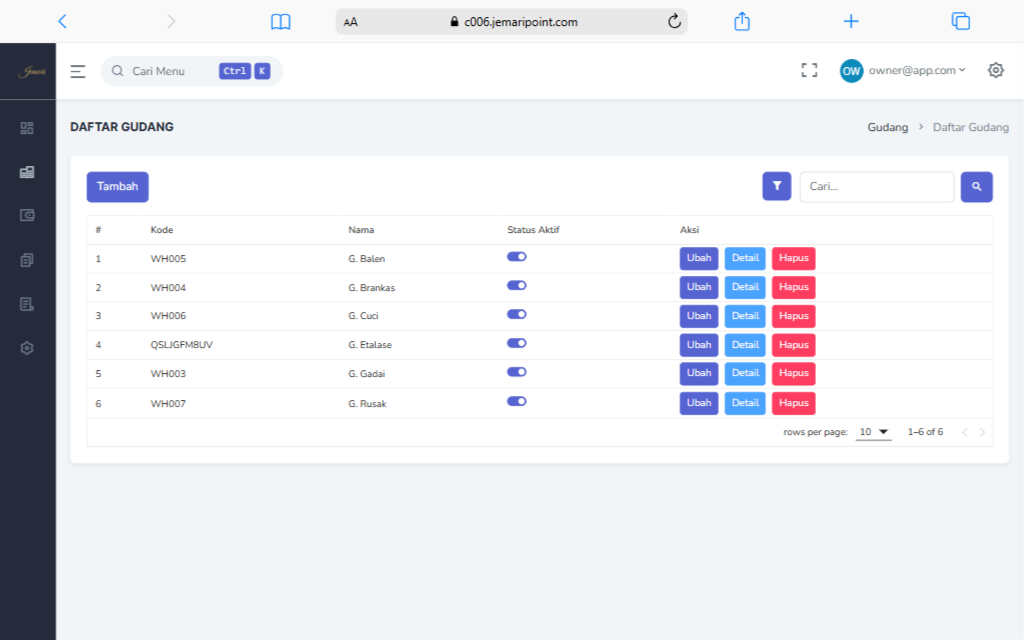 AA c006.jemaripoint.com
Jemari
Cari Menu Ctrl K
OW owner@app.com
DAFTAR GUDANG
Gudang > Daftar Gudang
Tambah
Cari...
# Kode Nama Status Aktif Aksi
1 WH005 G. Balen Ubah Detail Hapus
2 WH004 G. Brankas Ubah Detail Hapus
3 WH006 G. Cuci Ubah Detail Hapus
4 QSLJGFM8UV G. Etalase Ubah Detail Hapus
5 WH003 G. Gadai Ubah Detail Hapus
6 WH007 G. Rusak Ubah Detail Hapus
rows per page: 10 1–6 of 6